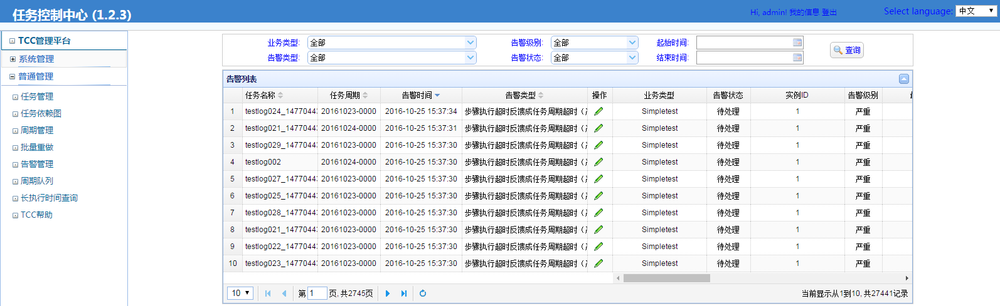 任务控制中心 (1.2.3)
Hi, admin! 我的信息 登出
Select language: 中文
TCC管理平台
系统管理
普通管理
任务管理
任务依赖图
周期管理
批量重做
告警管理
周期队列
长执行时间查询
TCC帮助
业务类型: 全部 告警级别: 全部 起始时间:
告警类型: 全部 告警状态: 全部 结束时间:
查询
告警列表
任务名称 任务周期 告警时间 告警类型 操作 业务类型 告警状态 实例ID 告警级别
1 testlog024_14770443 20161023-0000 2016-10-25 15:37:34 步骤执行超时反馈成任务周期超时（ Simpletest 待处理 1 严重
2 testlog021_14770443 20161024-0000 2016-10-25 15:37:31 步骤执行超时反馈成任务周期超时（ Simpletest 待处理 1 严重
3 testlog029_14770443 20161023-0000 2016-10-25 15:37:30 步骤执行超时反馈成任务周期超时（ Simpletest 待处理 1 严重
4 testlog002 20161024-0000 2016-10-25 15:37:30 步骤执行超时反馈成任务周期超时（ Simpletest 待处理 1 严重
5 testlog027_14770443 20161023-0000 2016-10-25 15:37:30 步骤执行超时反馈成任务周期超时（ Simpletest 待处理 1 严重
6 testlog025_14770443 20161023-0000 2016-10-25 15:37:30 步骤执行超时反馈成任务周期超时（ Simpletest 待处理 1 严重
7 testlog028_14770443 20161023-0000 2016-10-25 15:37:30 步骤执行超时反馈成任务周期超时（ Simpletest 待处理 1 严重
8 testlog021_14770443 20161023-0000 2016-10-25 15:37:30 步骤执行超时反馈成任务周期超时（ Simpletest 待处理 1 严重
9 testlog022_14770443 20161023-0000 2016-10-25 15:37:30 步骤执行超时反馈成任务周期超时（ Simpletest 待处理 1 严重
10 testlog023_14770443 20161023-0000 2016-10-25 15:37:30 步骤执行超时反馈成任务周期超时（ Simpletest 待处理 1 严重
10 第 1 页, 共2745页 当前显示从1到10, 共27441记录